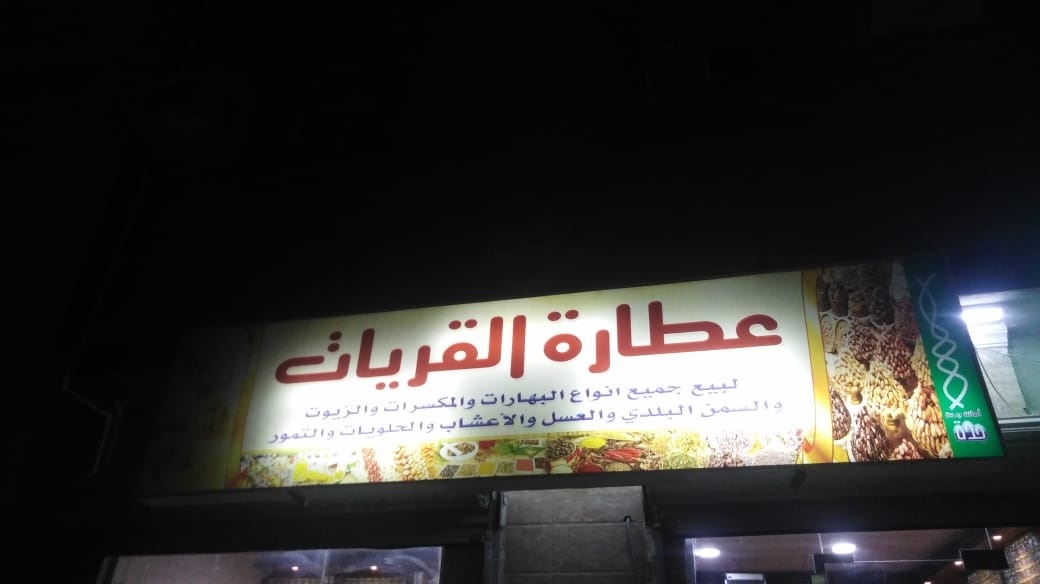 عطارة القريات
لبيع جميع انواع البهارات والمكسرات والزيوت
والسمن البلدي والعسل والأعشاب والحلويات والتمور